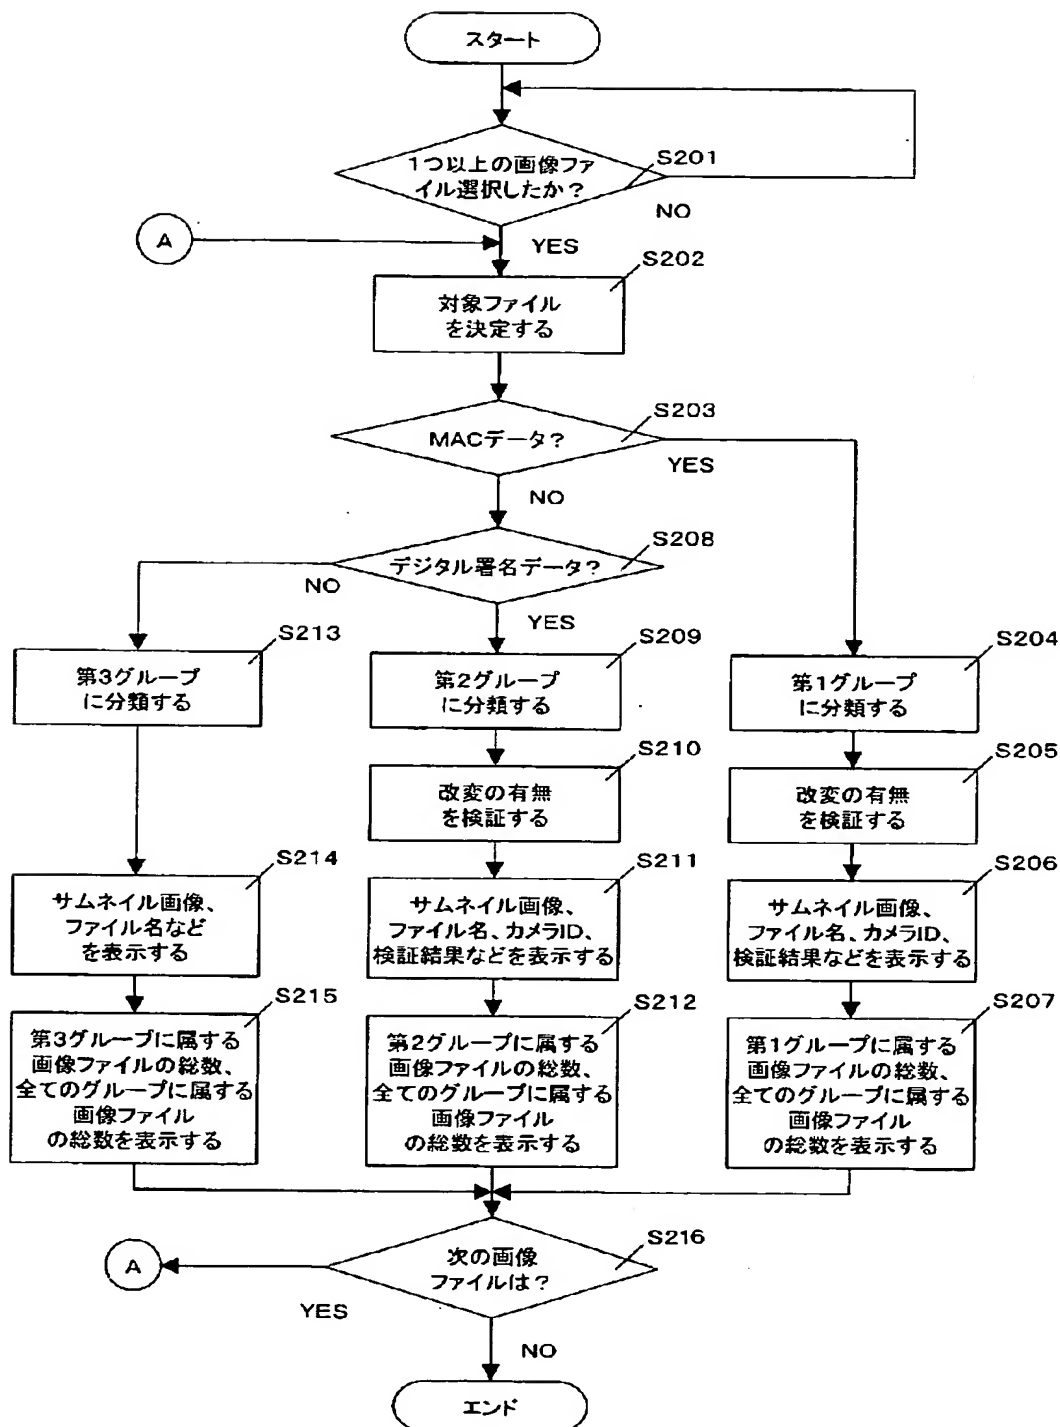 スタート
1つ以上の画像ファ
イル選択したか？
S201
NO
A
YES
S202
対象ファイル
を決定する
S203
MACデータ？
YES
NO
S208
デジタル署名データ？
NO
YES
S213
第3グループ
に分類する
S209
第2グループ
に分類する
S204
第1グループ
に分類する
S210
改変の有無
を検証する
S205
改変の有無
を検証する
S214
サムネイル画像、
ファイル名など
を表示する
S211
サムネイル画像、
ファイル名、カメラID、
検証結果などを表示する
S206
サムネイル画像、
ファイル名、カメラID、
検証結果などを表示する
S215
第3グループに属する
画像ファイルの総数、
全てのグループに属する
画像ファイル
の総数を表示する
S212
第2グループに属する
画像ファイルの総数、
全てのグループに属する
画像ファイル
の総数を表示する
S207
第1グループに属する
画像ファイルの総数、
全てのグループに属する
画像ファイル
の総数を表示する
S216
次の画像
ファイルは？
A
YES
NO
エンド